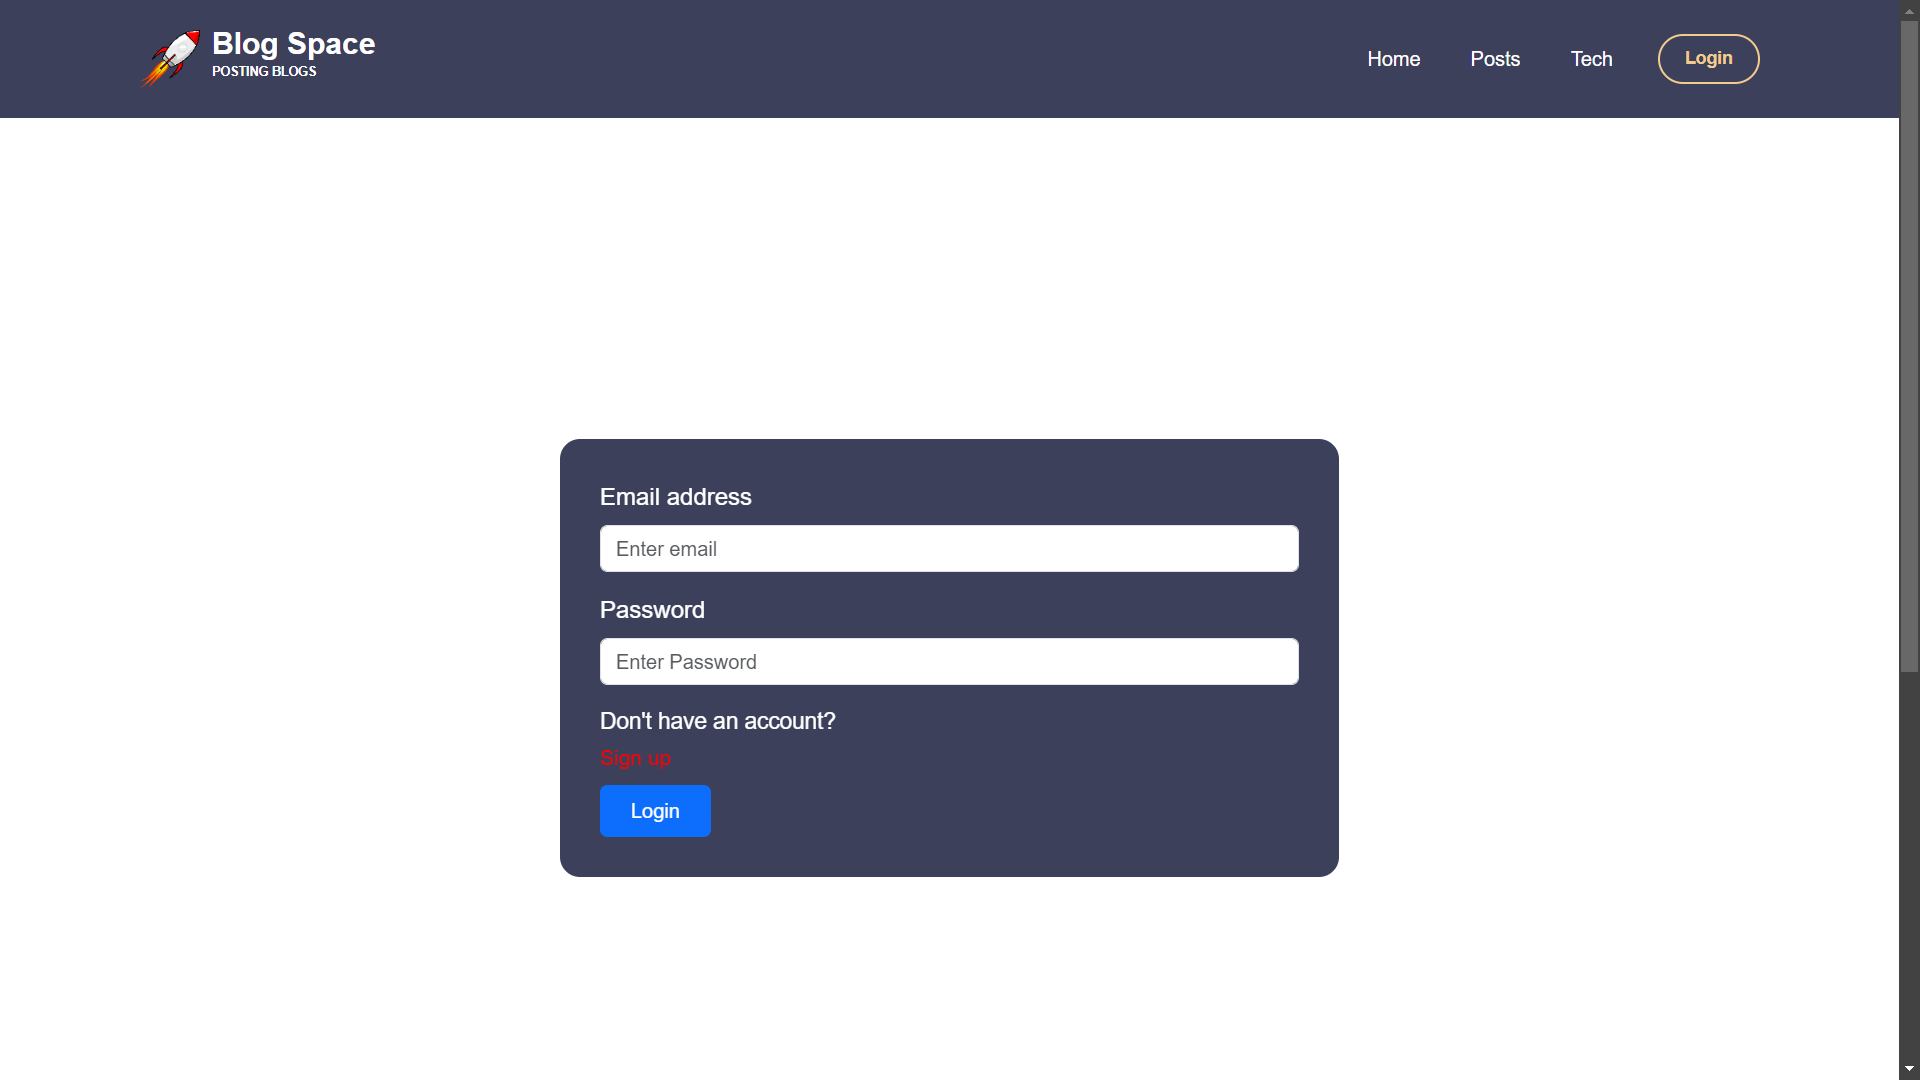 Blog Space
POSTING BLOGS
Home
Posts
Tech
Login
Email address
Enter email
Password
Enter Password
Don't have an account?
Sign up
Login